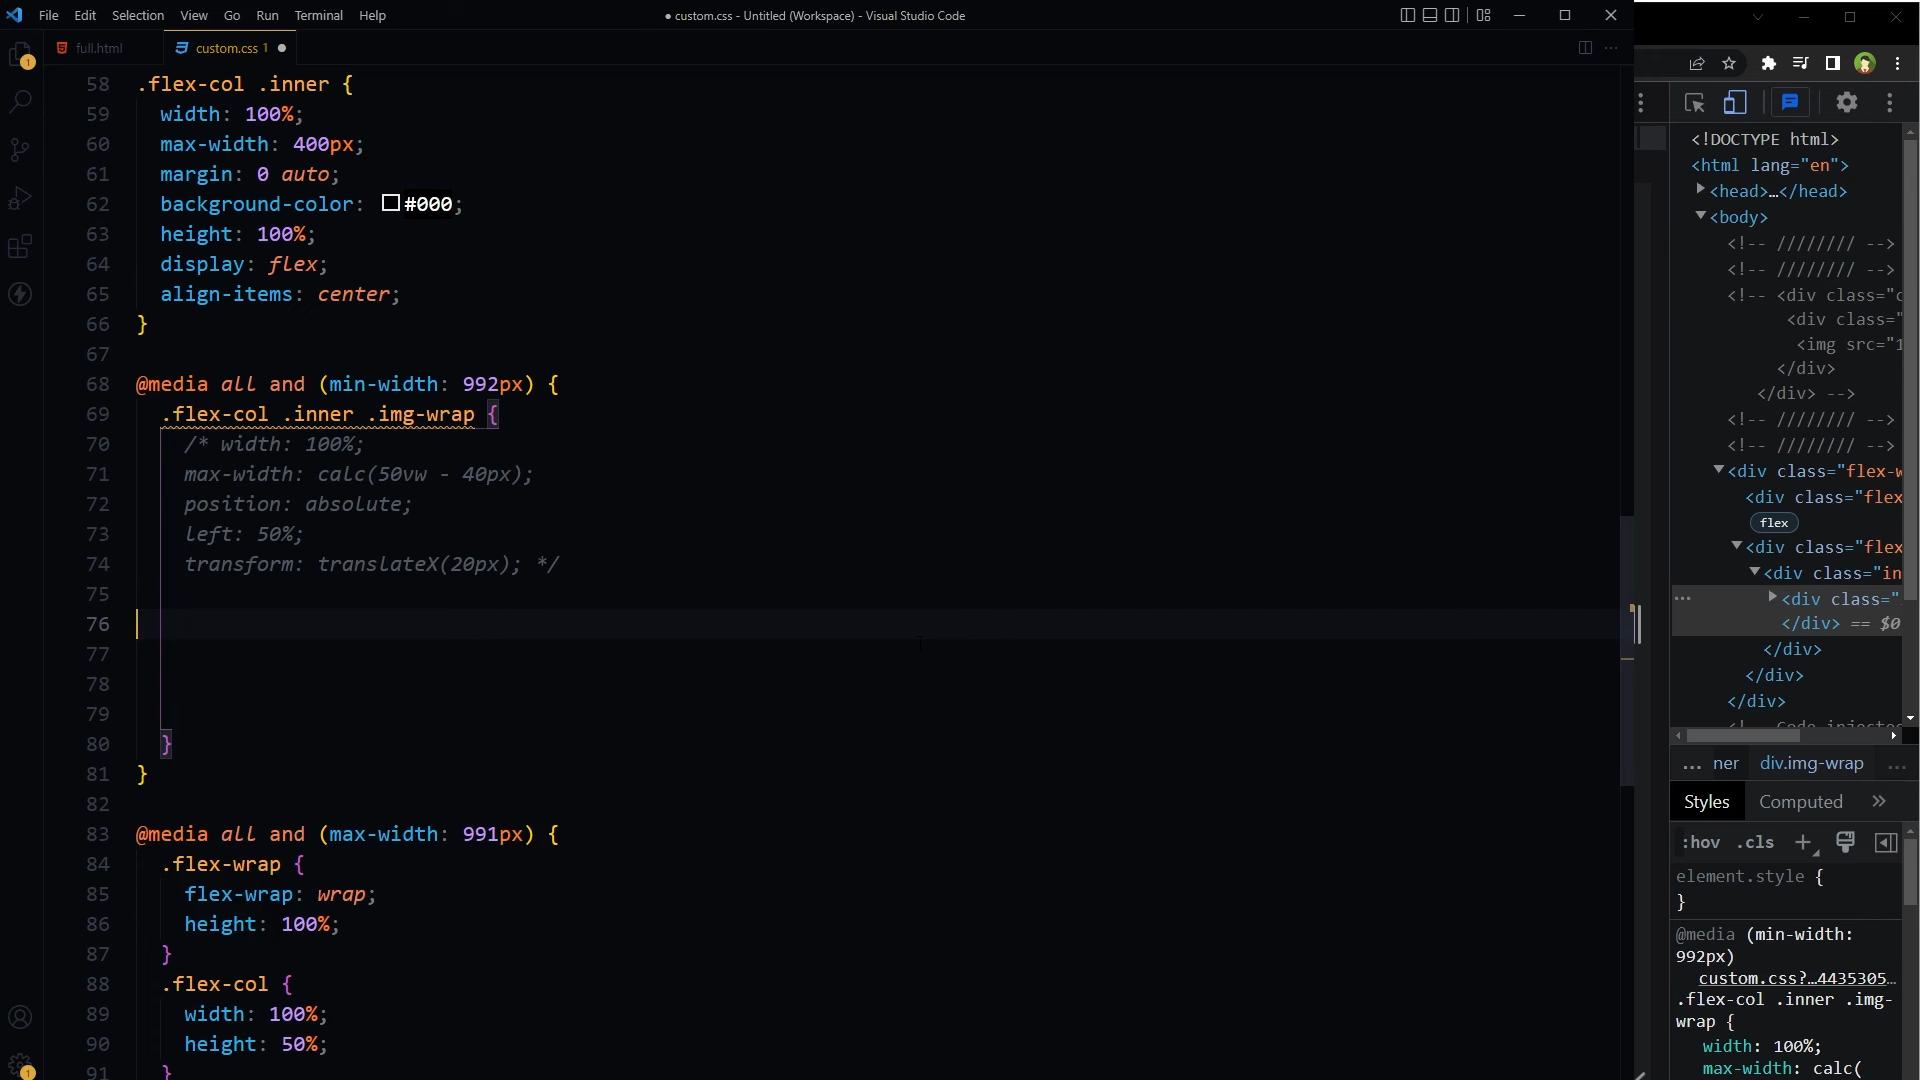 File Edit Selection View Go Run Terminal Help
● custom.css - Untitled (Workspace) - Visual Studio Code
full.html
custom.css 1 ●
58 .flex-col .inner {
59 width: 100%;
60 max-width: 400px;
61 margin: 0 auto;
62 background-color: #000;
63 height: 100%;
64 display: flex;
65 align-items: center;
66 }
67
68 @media all and (min-width: 992px) {
69 .flex-col .inner .img-wrap {
70 /* width: 100%;
71 max-width: calc(50vw - 40px);
72 position: absolute;
73 left: 50%;
74 transform: translateX(20px); */
75
76
77
78
79
80 }
81 }
82
83 @media all and (max-width: 991px) {
84 .flex-wrap {
85 flex-wrap: wrap;
86 height: 100%;
87 }
88 .flex-col {
89 width: 100%;
90 height: 50%;
91 }
1
1
<!DOCTYPE html>
<html lang="en">
<head>…</head>
<body>
<!-- //////// -->
<!-- //////// -->
<!-- <div class="c
<div class="
<img src="1
</div>
</div> -->
<!-- //////// -->
<!-- //////// -->
<div class="flex-w
<div class="flex
flex
<div class="flex
<div class="in
<div class="
</div> == $0
</div>
</div>
</div>
<!-- Code injected
... ner div.img-wrap ...
Styles Computed »
:hov .cls +
element.style {
}
@media (min-width:
992px)
custom.css?…4435305…
.flex-col .inner .img-
wrap {
width: 100%;
max-width: calc(